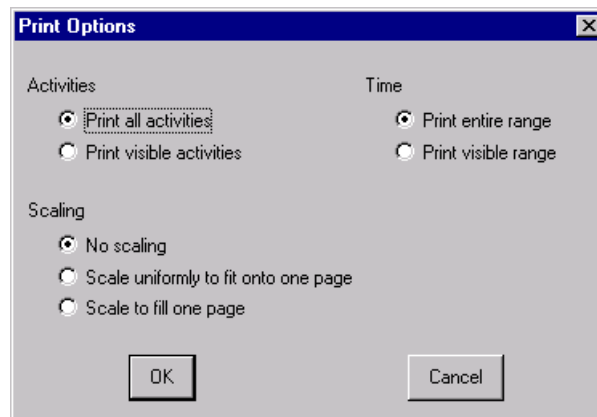 Print Options
Activities Time
Print all activities Print entire range
Print visible activities Print visible range
Scaling
No scaling
Scale uniformly to fit onto one page
Scale to fill one page
OK Cancel